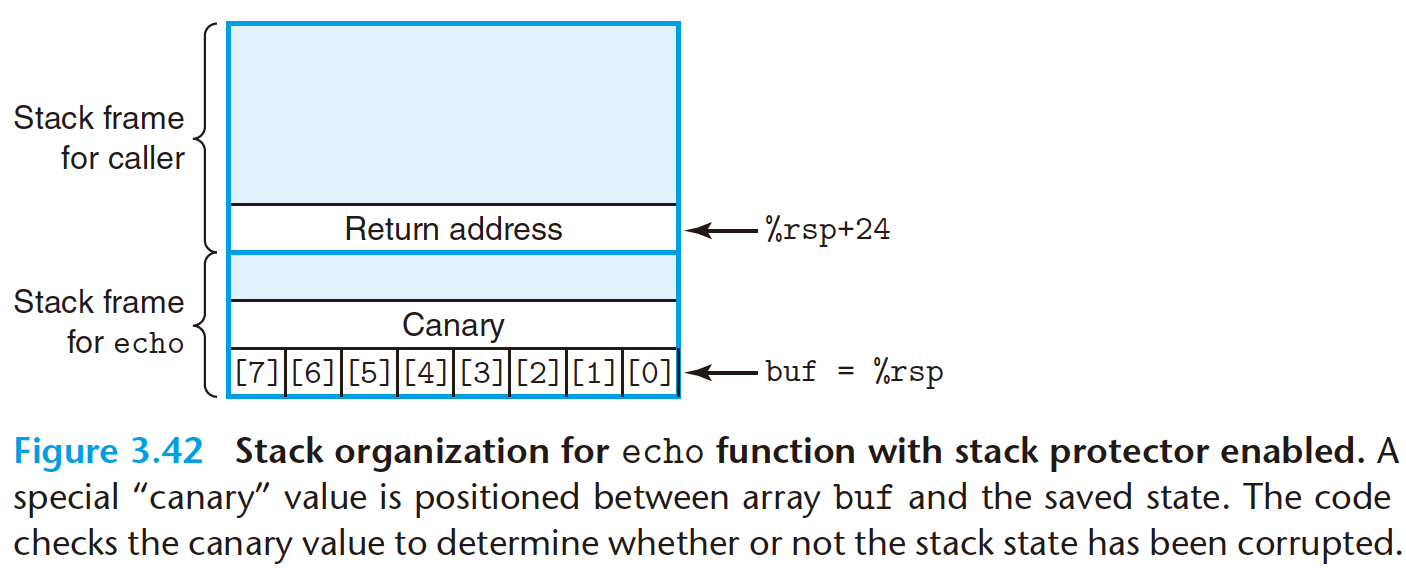 Stack frame
for caller
Return address
%rsp+24
Stack frame
for echo
Canary
[7] [6] [5] [4] [3] [2] [1] [0]
buf = %rsp
Figure 3.42 Stack organization for echo function with stack protector enabled. A
special “canary” value is positioned between array buf and the saved state. The code
checks the canary value to determine whether or not the stack state has been corrupted.